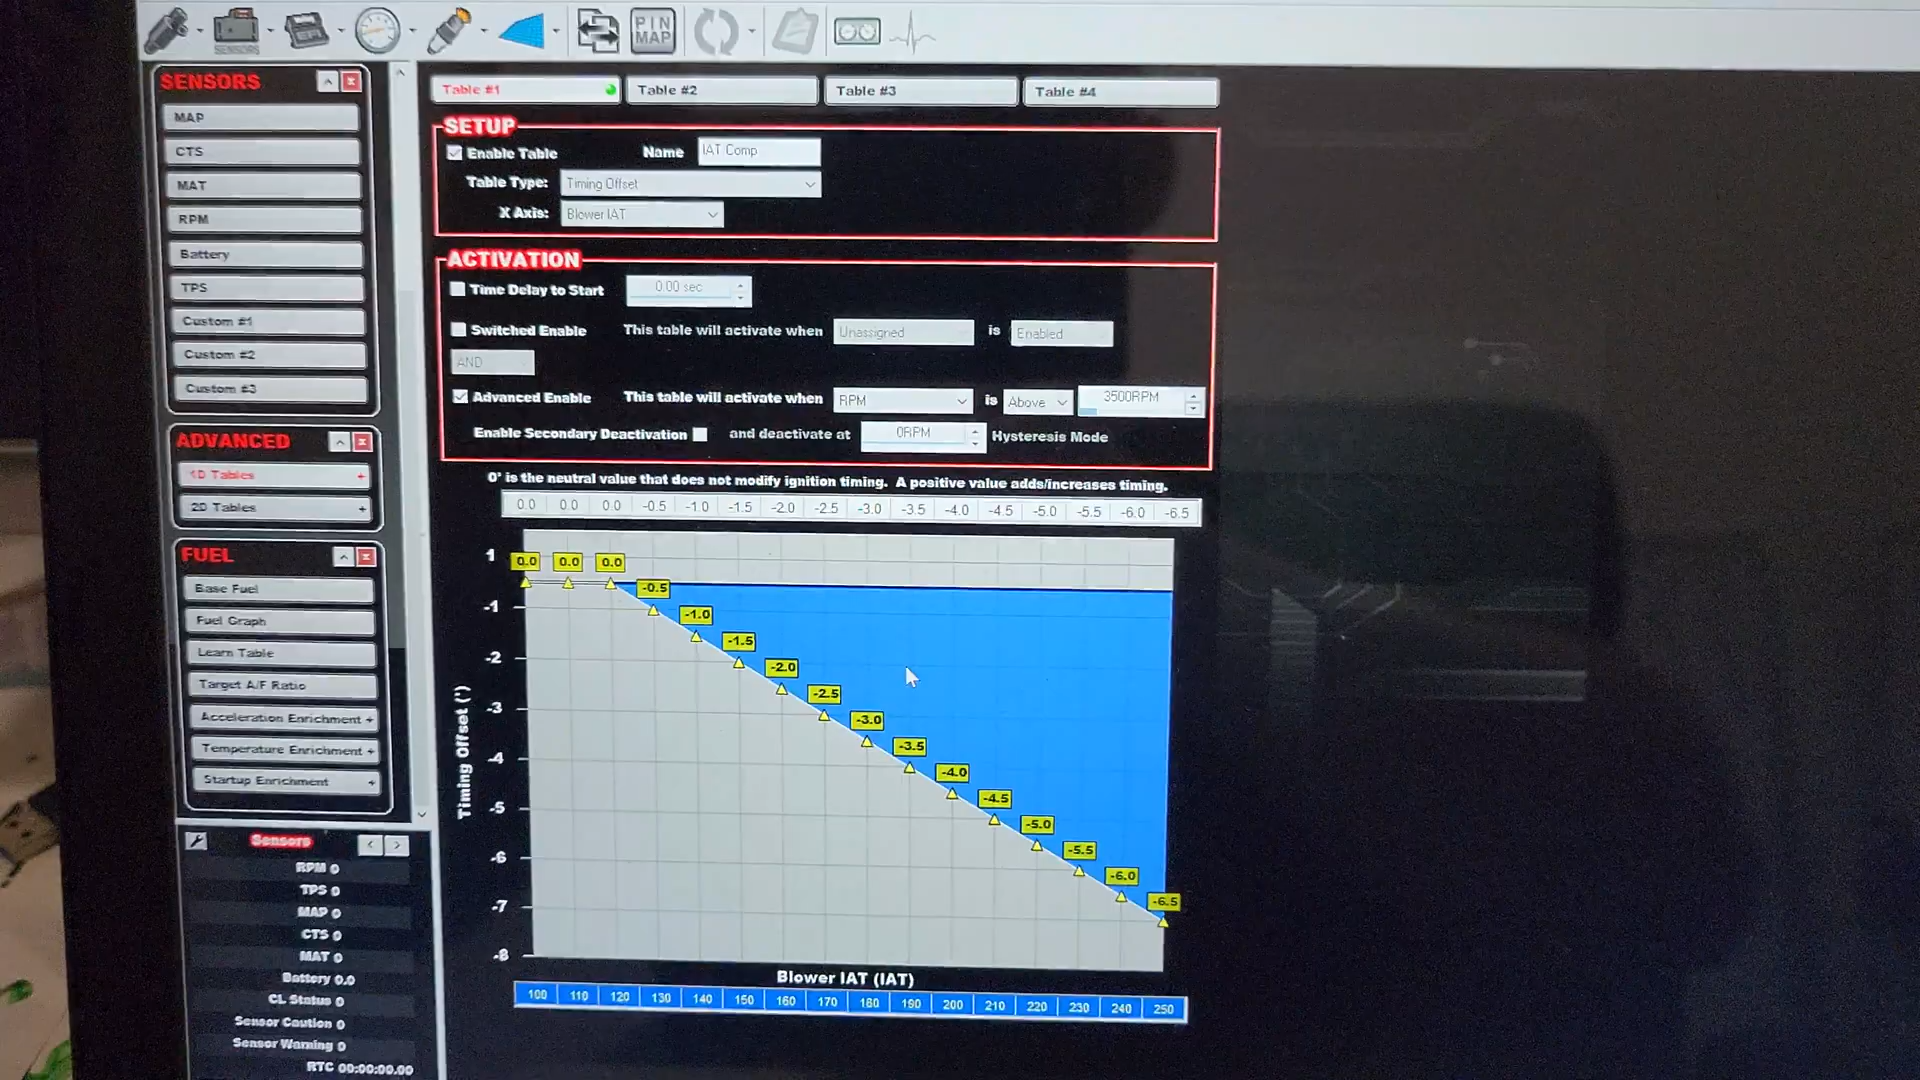 SENSORS
EFI
PIN
MAP
SENSORS
MAP
CTS
MAT
RPM
Battery
TPS
Custom #1
Custom #2
Custom #3
ADVANCED
1D Tables +
2D Tables +
FUEL
Base Fuel
Fuel Graph
Learn Table
Target A/F Ratio
Acceleration Enrichment +
Temperature Enrichment +
Startup Enrichment +
Sensors
RPM 0
TPS 0
MAP 0
CTS 0
MAT 0
Battery 0.0
CL Status 0
Sensor Caution 0
Sensor Warning 0
RTC 00:00:00.00
Table #1
Table #2
Table #3
Table #4
SETUP
Enable Table Name IAT Comp
Table Type: Timing Offset
X Axis: Blower IAT
ACTIVATION
Time Delay to Start 0.00 sec
Switched Enable This table will activate when Unassigned is Enabled
AND
Advanced Enable This table will activate when RPM is Above 3500RPM
Enable Secondary Deactivation and deactivate at 0RPM Hysteresis Mode
0° is the neutral value that does not modify ignition timing. A positive value adds/increases timing.
0.0 0.0 0.0 -0.5 -1.0 -1.5 -2.0 -2.5 -3.0 -3.5 -4.0 -4.5 -5.0 -5.5 -6.0 -6.5
1
-1
-2
-3
-4
-5
-6
-7
-8
Timing Offset (°)
0.0
0.0
0.0
-0.5
-1.0
-1.5
-2.0
-2.5
-3.0
-3.5
-4.0
-4.5
-5.0
-5.5
-6.0
-6.5
Blower IAT (IAT)
100 110 120 130 140 150 160 170 180 190 200 210 220 230 240 250